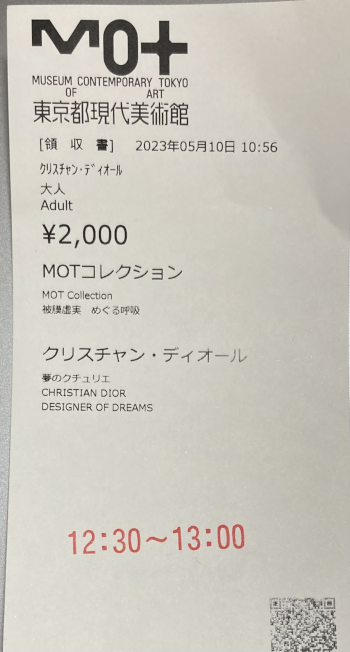 MOT
MUSEUM CONTEMPORARY TOKYO
OF ART
東京都現代美術館
[領 収 書] 2023年05月10日 10:56
ｸﾘｽﾁｬﾝ･ﾃﾞｨｵｰﾙ
大人
Adult
¥2,000
MOTコレクション
MOT Collection
被膜虚実 めぐる呼吸
クリスチャン・ディオール
夢のクチュリエ
CHRISTIAN DIOR
DESIGNER OF DREAMS
12:30～13:00